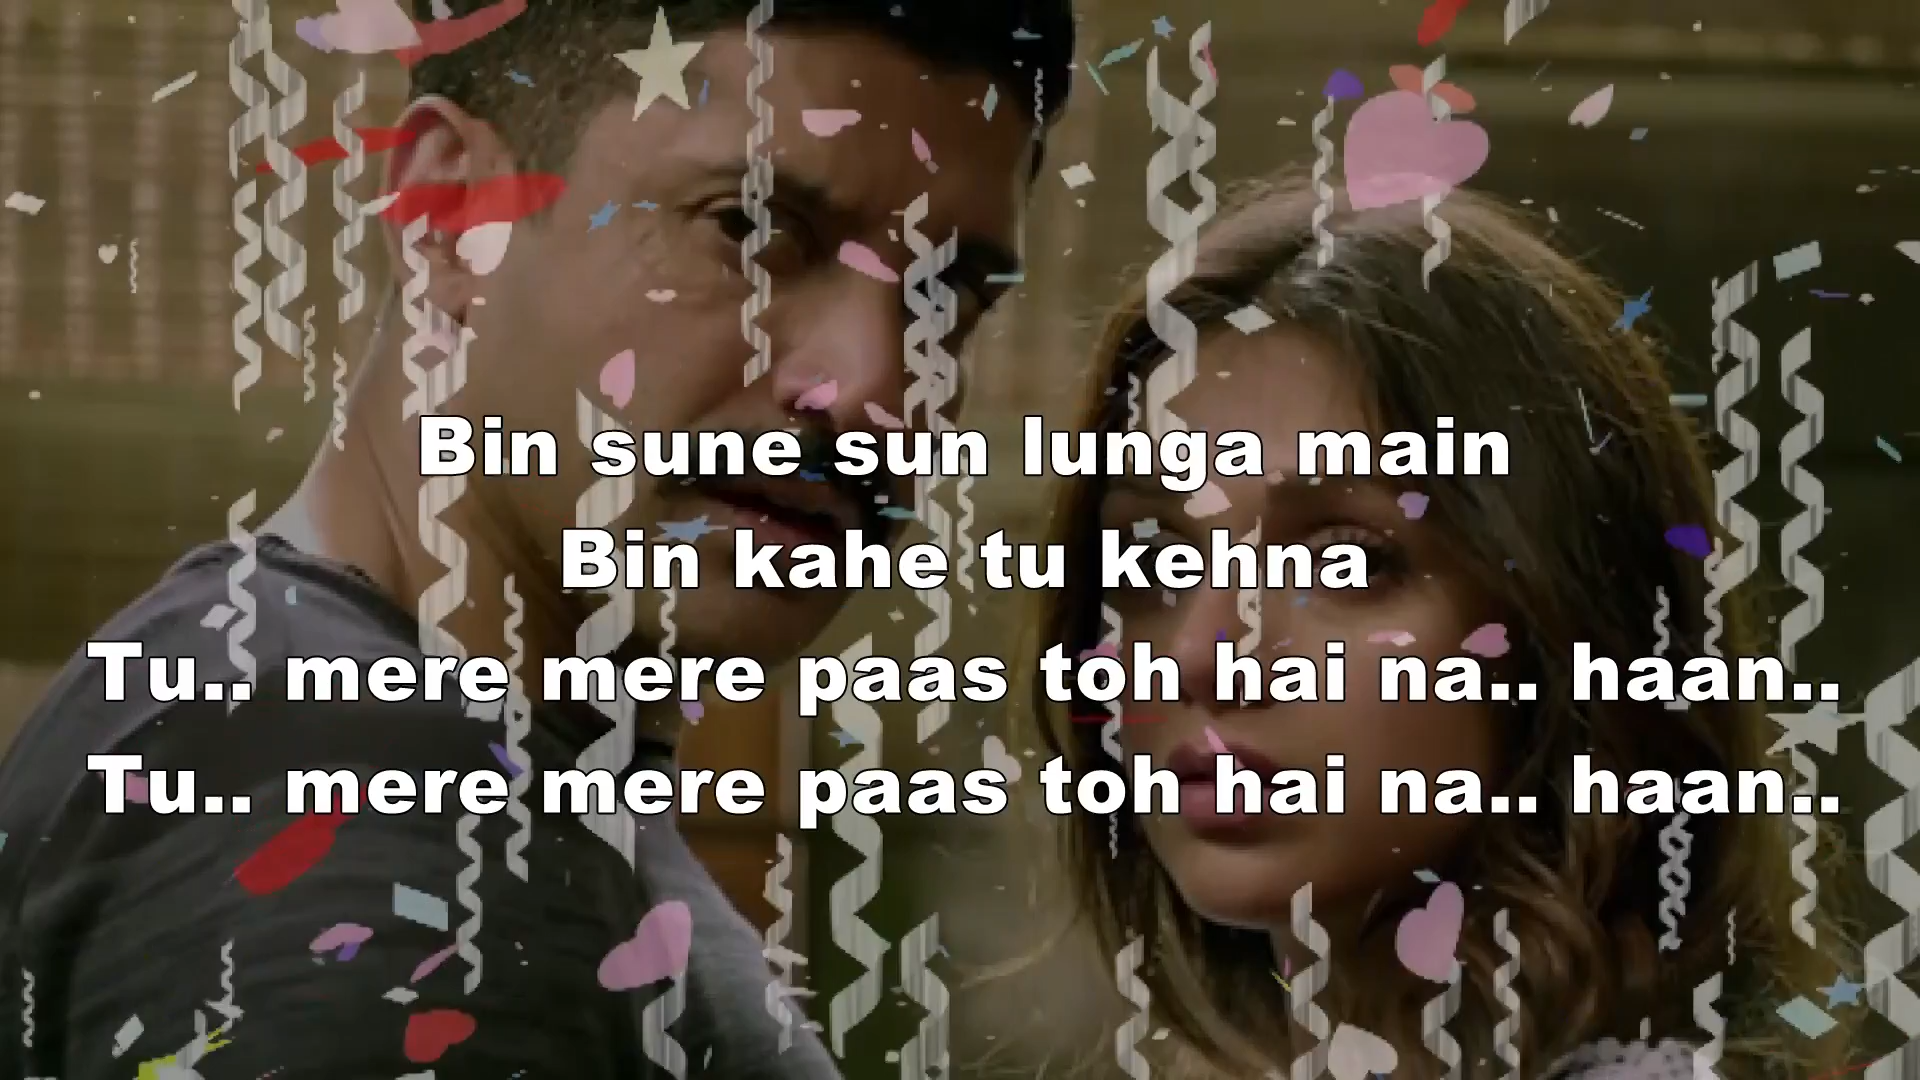 Bin sune sun lunga main
Bin kahe tu kehna
Tu.. mere mere paas toh hai na.. haan..
Tu.. mere mere paas toh hai na.. haan..